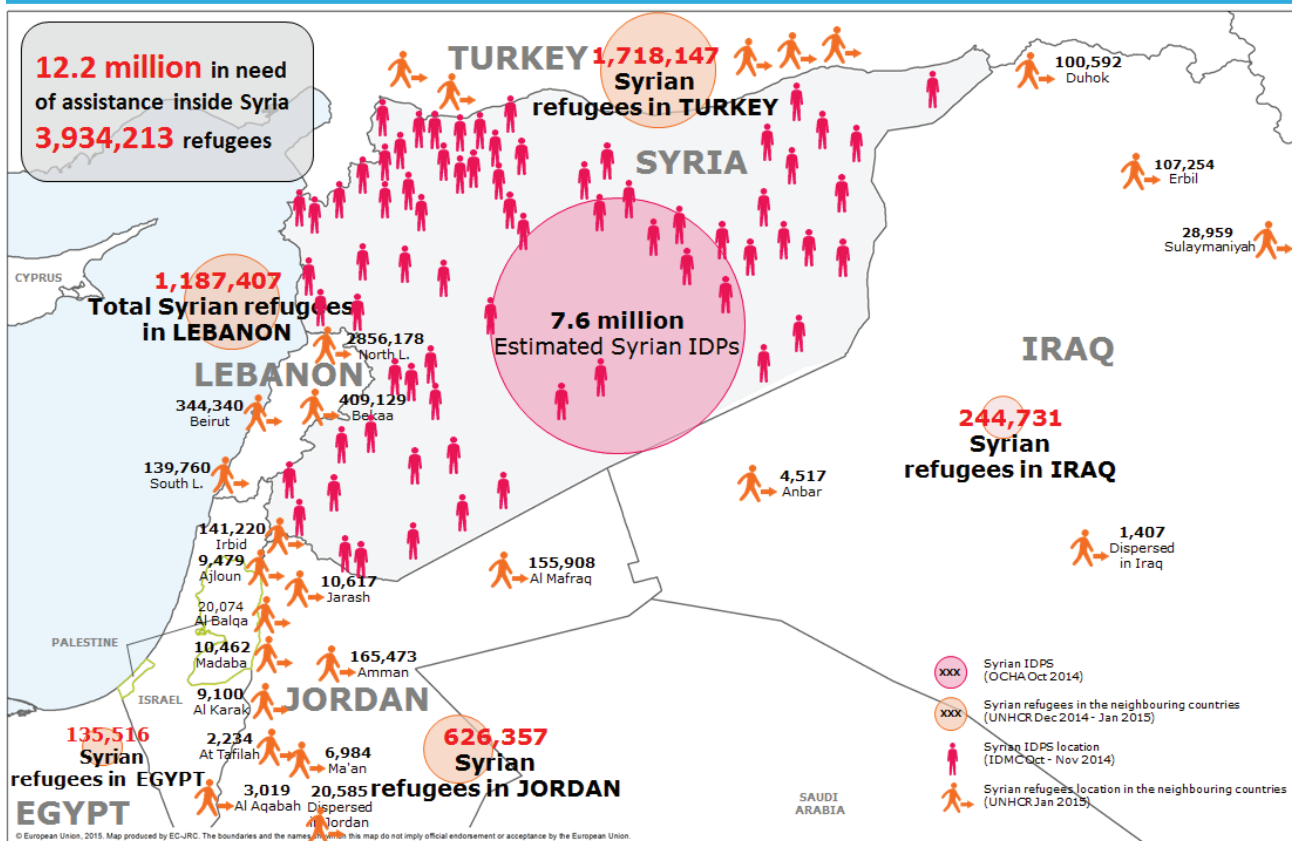 12.2 million in need
of assistance inside Syria
3,934,213 refugees
TURKEY
1,718,147
Syrian
refugees in TURKEY
100,592
Duhok
107,254
Erbil
28,959
Sulaymaniyah
SYRIA
CYPRUS
1,187,407
Total Syrian refugees
in LEBANON
7.6 million
Estimated Syrian IDPs
2856,178
North L.
LEBANON
344,340
Beirut
409,129
Bekaa
139,760
South L.
IRAQ
244,731
Syrian
refugees in IRAQ
4,517
Anbar
1,407
Dispersed
in Iraq
141,220
Irbid
9,479
Ajloun
10,617
Jarash
155,908
Al Mafraq
20,074
Al Balqa
PALESTINE
10,462
Madaba
165,473
Amman
ISRAEL
9,100
Al Karak
JORDAN
135,516
Syrian
refugees in EGYPT
2,234
At Tafilah
6,984
Ma'an
626,357
Syrian
refugees in JORDAN
3,019
Al Aqabah
20,585
Dispersed
in Jordan
EGYPT
SAUDI
ARABIA
xxx
Syrian IDPS
(OCHA Oct 2014)
xxx
Syrian refugees in the neighbouring countries
(UNHCR Dec 2014 - Jan 2015)
Syrian IDPS location
(IDMC Oct - Nov 2014)
Syrian refugees location in the neighbouring countries
(UNHCR Jan 2015)
© European Union, 2015. Map produced by EC-JRC. The boundaries and the names on this map do not imply official endorsement or acceptance by the European Union.